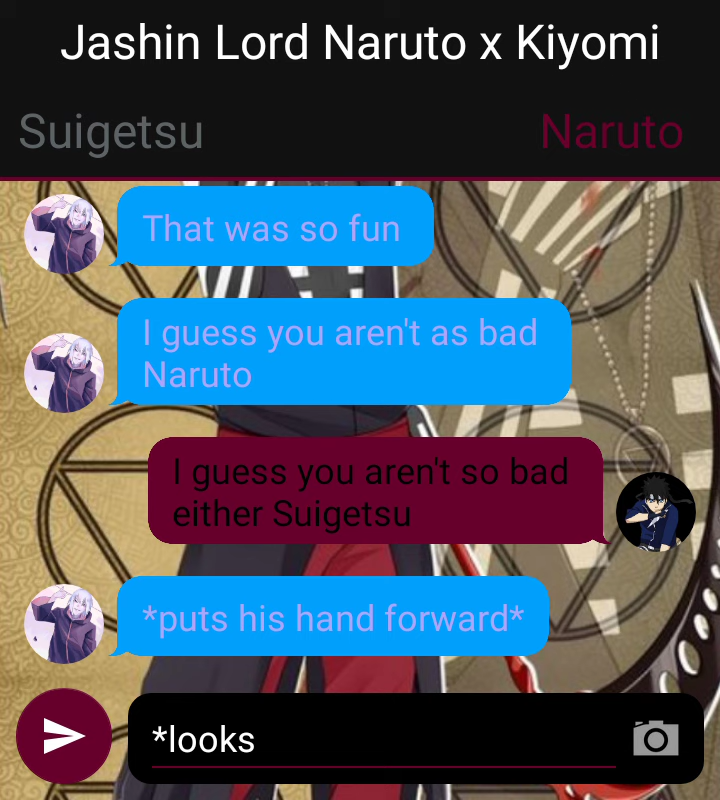 Jashin Lord Naruto x Kiyomi
Suigetsu
Naruto
That was so fun
I guess you aren't as bad
Naruto
I guess you aren't so bad
either Suigetsu
*puts his hand forward*
*looks